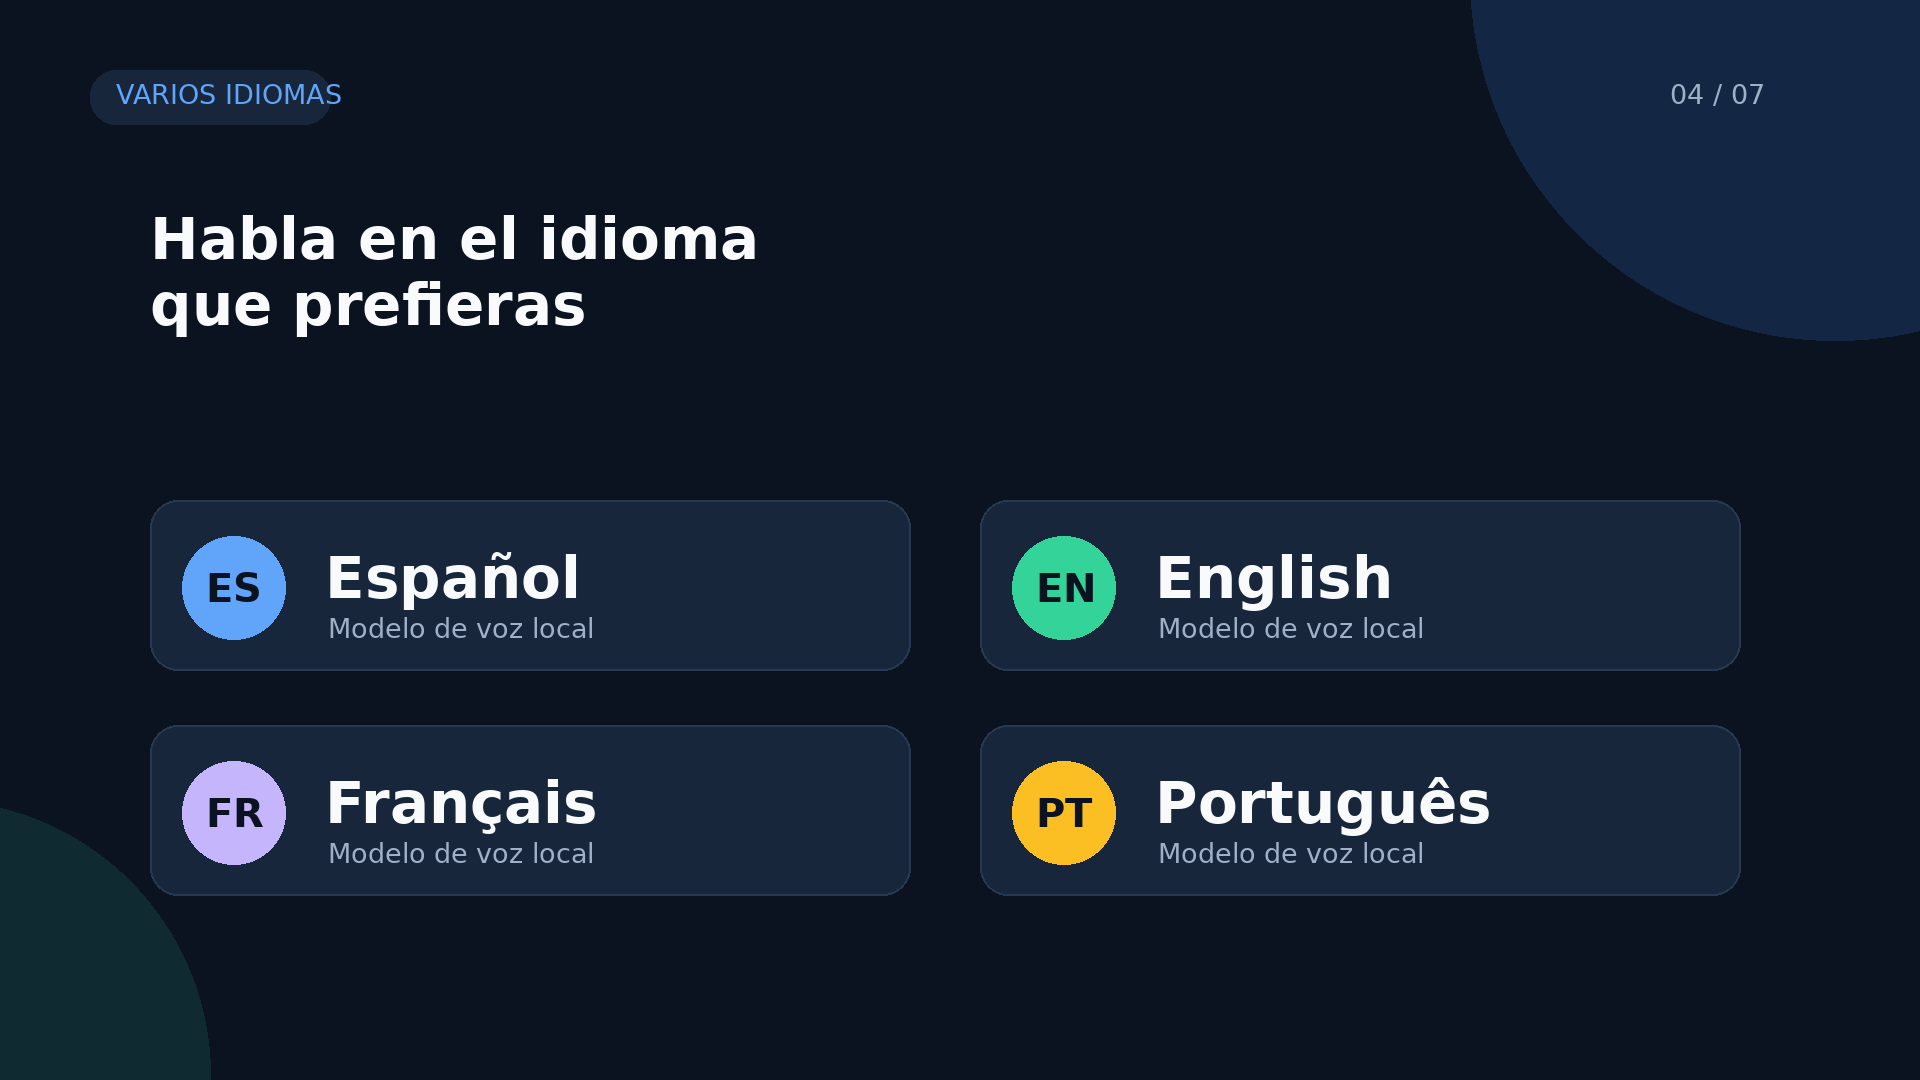 VARIOS IDIOMAS
04 / 07
Habla en el idioma
que prefieras
ES
Español
Modelo de voz local
EN
English
Modelo de voz local
FR
Français
Modelo de voz local
PT
Português
Modelo de voz local